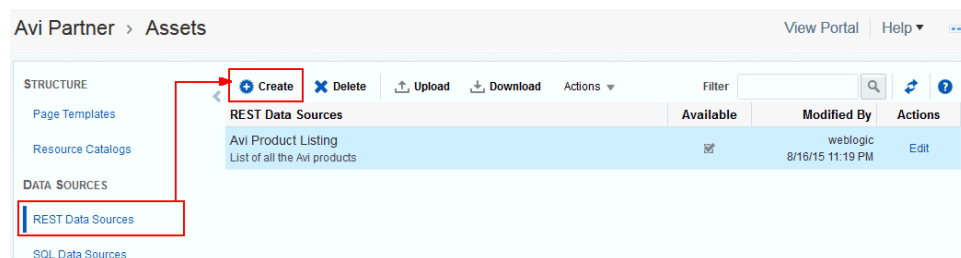 Avi Partner > Assets
View Portal Help
STRUCTURE
Page Templates
Resource Catalogs
DATA SOURCES
REST Data Sources
SQL Data Sources
Create Delete Upload Download Actions Filter
REST Data Sources Available Modified By Actions
Avi Product Listing weblogic
List of all the Avi products 8/16/15 11:19 PM Edit